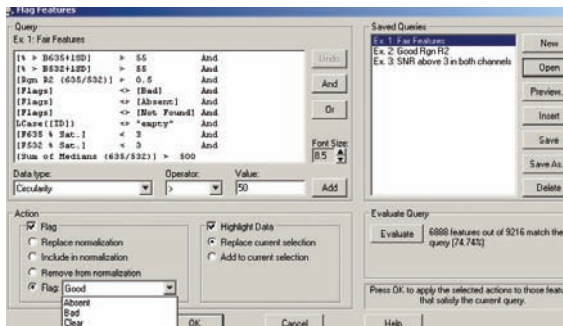 Flag Features
Query
Ex. 1: Fair Features
[% > B635+1SD] > 55 And
[% > B532+1SD] > 55 And
[Rgn R2 (635/532)] > 0.5 And
[Flags] <> [Bad] And
[Flags] <> [Absent] And
[Flags] <> [Not Found] And
LCase([ID]) <> "empty" And
[F635 % Sat.] < 3 And
[F532 % Sat.] < 3 And
[Sum of Medians (635/532)] > 500
Undo
And
Or
Font Size:
8.5
Data type: Operator: Value:
Circularity > 50 Add
Saved Queries
Ex. 1: Fair Features
Ex. 2: Good Rgn R2
Ex. 3: SNR above 3 in both channels
New
Open
Preview.
Insert
Save
Save As.
Delete
Action
Flag
Replace normalization
Include in normalization
Remove from normalization
Flag: Good
Absent
Bad
Clear
Highlight Data
Replace current selection
Add to current selection
Evaluate Query
Evaluate 6888 features out of 9216 match the
query (74.74%)
Press OK to apply the selected actions to those featu
that satisfy the current query.
OK Cancel Help